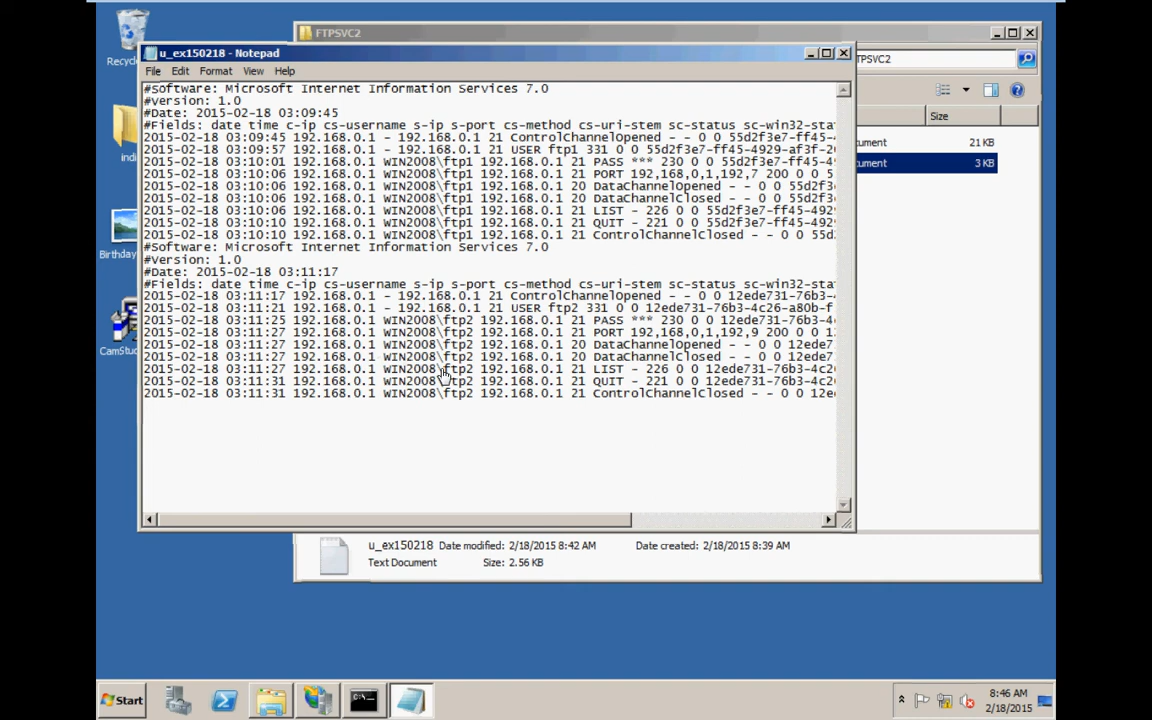 FTPSVC2
u_ex150218 - Notepad
File Edit Format View Help
TPSVC2
Size
ument 21 KB
ument 3 KB
#Software: Microsoft Internet Information Services 7.0
#Version: 1.0
#Date: 2015-02-18 03:09:45
#Fields: date time c-ip cs-username s-ip s-port cs-method cs-uri-stem sc-status sc-win32-stat
2015-02-18 03:09:45 192.168.0.1 - 192.168.0.1 21 ControlChannelOpened - - 0 0 55d2f3e7-ff45-4
2015-02-18 03:09:57 192.168.0.1 - 192.168.0.1 21 USER ftp1 331 0 0 55d2f3e7-ff45-4929-af3f-2
2015-02-18 03:10:01 192.168.0.1 WIN2008\ftp1 192.168.0.1 21 PASS *** 230 0 0 55d2f3e7-ff45-4
2015-02-18 03:10:06 192.168.0.1 WIN2008\ftp1 192.168.0.1 21 PORT 192,168,0,1,192,7 200 0 0 5
2015-02-18 03:10:06 192.168.0.1 WIN2008\ftp1 192.168.0.1 20 DataChannelOpened - - 0 0 55d2f3
2015-02-18 03:10:06 192.168.0.1 WIN2008\ftp1 192.168.0.1 20 DataChannelClosed - - 0 0 55d2f3
2015-02-18 03:10:06 192.168.0.1 WIN2008\ftp1 192.168.0.1 21 LIST - 226 0 0 55d2f3e7-ff45-492
2015-02-18 03:10:10 192.168.0.1 WIN2008\ftp1 192.168.0.1 21 QUIT - 221 0 0 55d2f3e7-ff45-492
2015-02-18 03:10:10 192.168.0.1 WIN2008\ftp1 192.168.0.1 21 ControlChannelClosed - - 0 0 55d
#Software: Microsoft Internet Information Services 7.0
#Version: 1.0
#Date: 2015-02-18 03:11:17
#Fields: date time c-ip cs-username s-ip s-port cs-method cs-uri-stem sc-status sc-win32-stat
2015-02-18 03:11:17 192.168.0.1 - 192.168.0.1 21 ControlChannelOpened - - 0 0 12ede731-76b3-4
2015-02-18 03:11:21 192.168.0.1 - 192.168.0.1 21 USER ftp2 331 0 0 12ede731-76b3-4c26-a80b-f
2015-02-18 03:11:25 192.168.0.1 WIN2008\ftp2 192.168.0.1 21 PASS *** 230 0 0 12ede731-76b3-4
2015-02-18 03:11:27 192.168.0.1 WIN2008\ftp2 192.168.0.1 21 PORT 192,168,0,1,192,9 200 0 0 1
2015-02-18 03:11:27 192.168.0.1 WIN2008\ftp2 192.168.0.1 20 DataChannelOpened - - 0 0 12ede7
2015-02-18 03:11:27 192.168.0.1 WIN2008\ftp2 192.168.0.1 20 DataChannelClosed - - 0 0 12ede7
2015-02-18 03:11:27 192.168.0.1 WIN2008\ftp2 192.168.0.1 21 LIST - 226 0 0 12ede731-76b3-4c2
2015-02-18 03:11:31 192.168.0.1 WIN2008\ftp2 192.168.0.1 21 QUIT - 221 0 0 12ede731-76b3-4c2
2015-02-18 03:11:31 192.168.0.1 WIN2008\ftp2 192.168.0.1 21 ControlChannelClosed - - 0 0 12e
Recyc
indi
Birthday
CamStu
u_ex150218 Date modified: 2/18/2015 8:42 AM Date created: 2/18/2015 8:39 AM
Text Document Size: 2.56 KB
Start
8:46 AM
2/18/2015